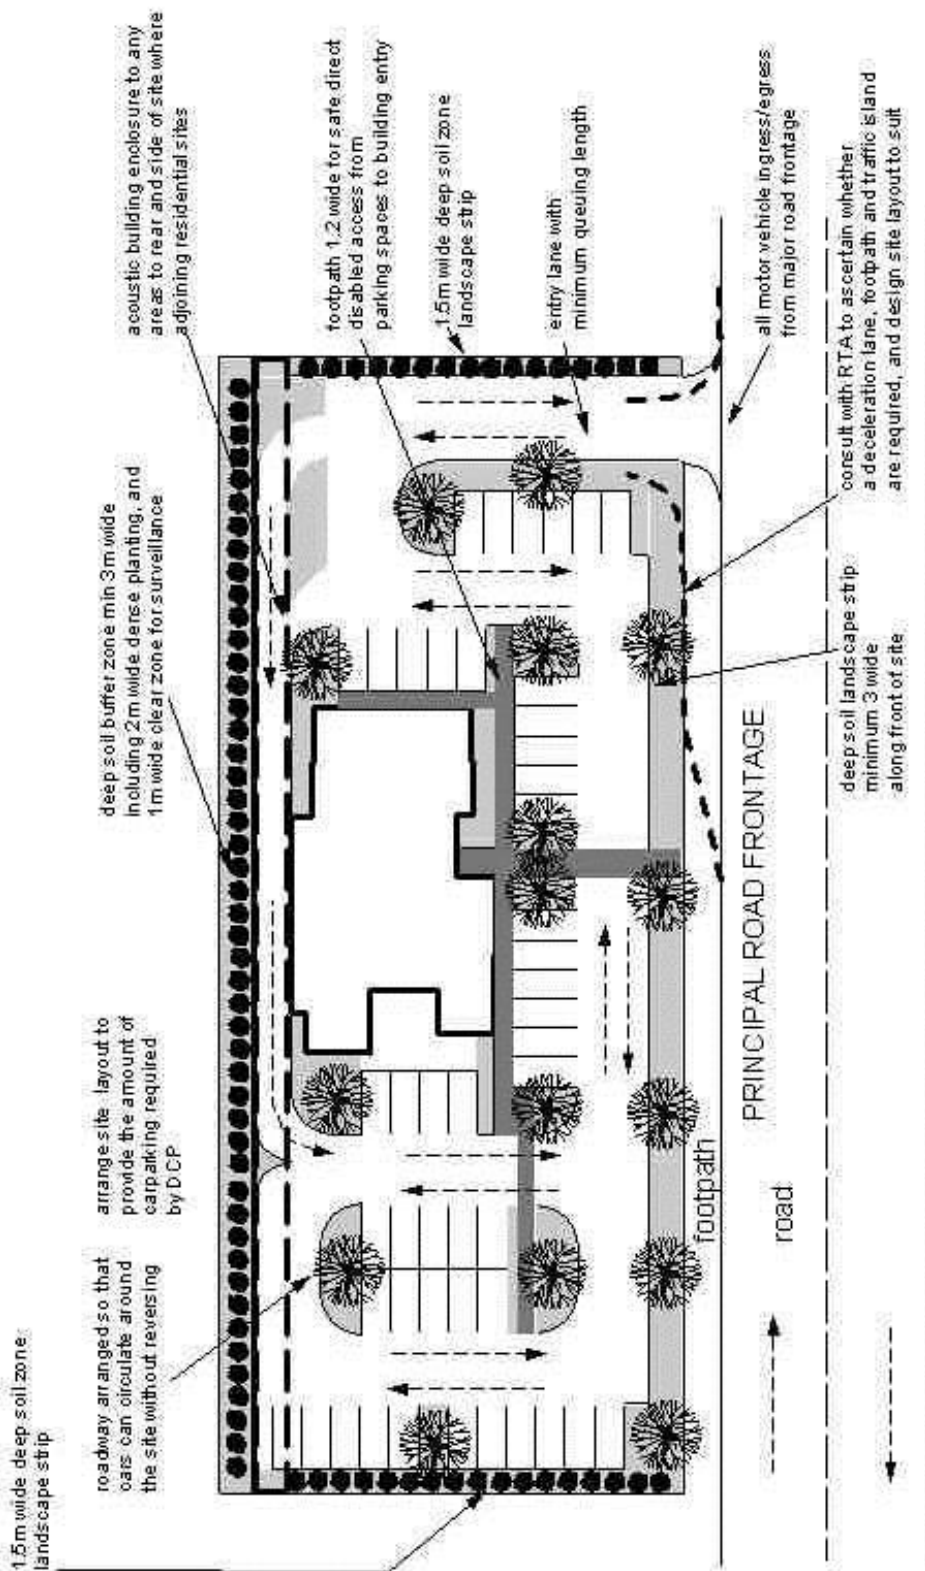 1.5m wide deep soil zone
landscape strip
roadway arranged so that
cars can circulate around
the site without reversing
arrange site layout to
provide the amount of
carparking required
by DCP
deep soil buffer zone min 3m wide
including 2m wide dense planting, and
1m wide clear zone for surveillance
acoustic building enclosure to any
areas to rear and side of site where
adjoining residential sites
footpath 1.2 wide for safe direct
disabled access from
parking spaces to building entry
1.5m wide deep soil zone
landscape strip
entry lane with
minimum queuing length
all motor vehicle ingress/egress
from major road frontage
consult with RTA to ascertain whether
a deceleration lane, footpath and traffic island
are required, and design site layout to suit
deep soil landscape strip
minimum 3 wide
along front of site
footpath
PRINCIPAL ROAD FRONTAGE
road